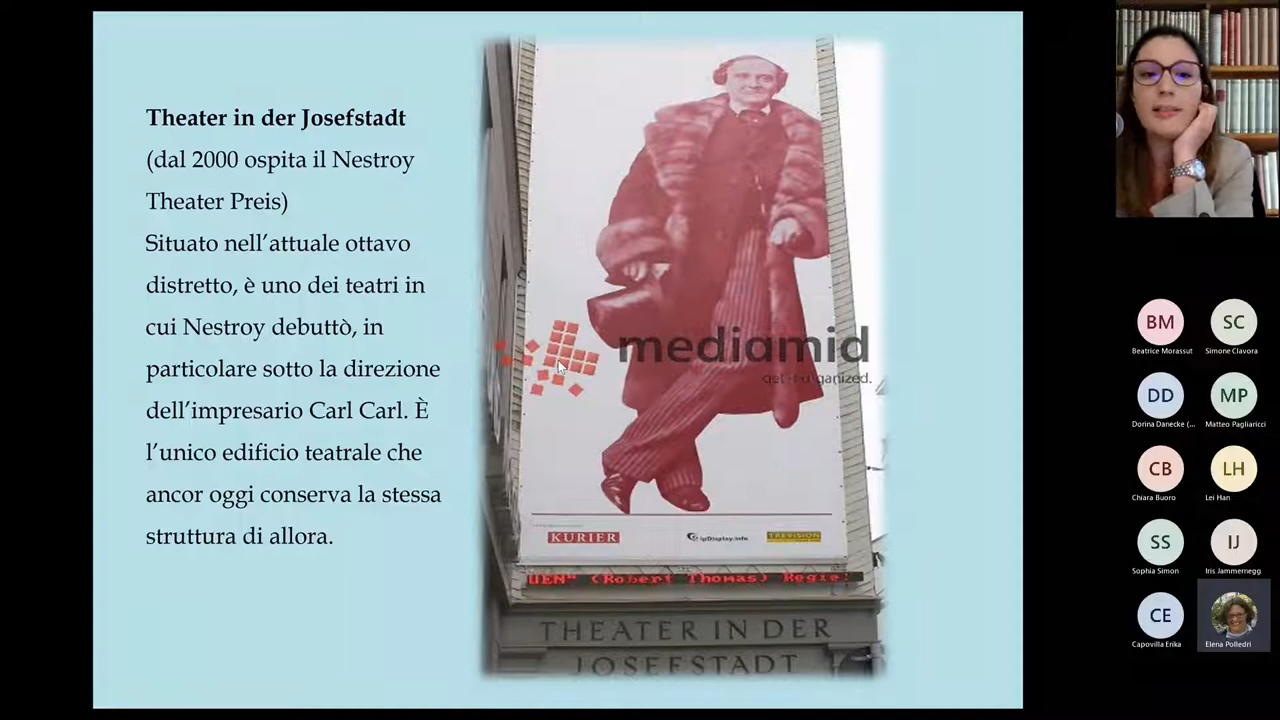 Theater in der Josefstadt
(dal 2000 ospita il Nestroy
Theater Preis)
Situato nell'attuale ottavo
distretto, è uno dei teatri in
cui Nestroy debuttò, in
particolare sotto la direzione
dell'impresario Carl Carl. È
l'unico edificio teatrale che
ancor oggi conserva la stessa
struttura di allora.
mediamid
KURIER
UEN" (Robert Thomas) Regie:
THEATER IN DER
JOSEFSTADT
BM
SC
Beatrice Morassut
Simone Clavora
DD
MP
Dorina Danecke (...
Matteo Pagliaricci
CB
LH
Chiara Buoro
Lei Han
SS
IJ
Sophia Simon
Iris Jammernegg
CE
Capovilla Erika
Elena Polledri